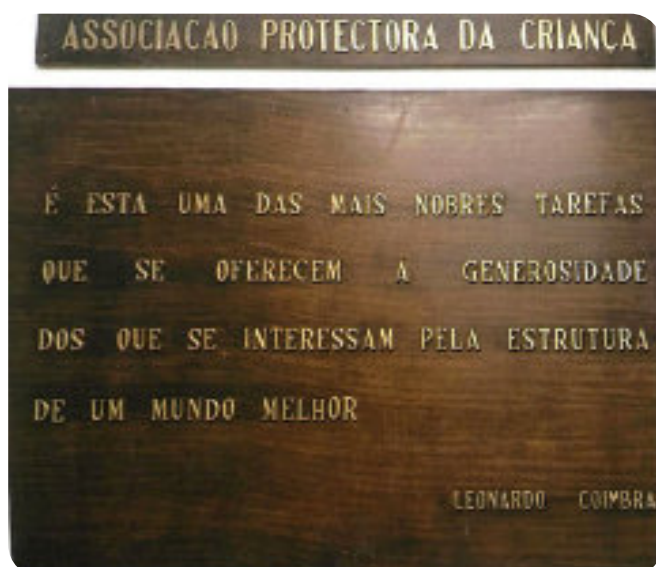 ASSOCIACAO PROTECTORA DA CRIANCA
É ESTA UMA DAS MAIS NOBRES TAREFAS
QUE SE OFERECEM A GENEROSIDADE
DOS QUE SE INTERESSAM PELA ESTRUTURA
DE UM MUNDO MELHOR
LEONARDO COIMBRA